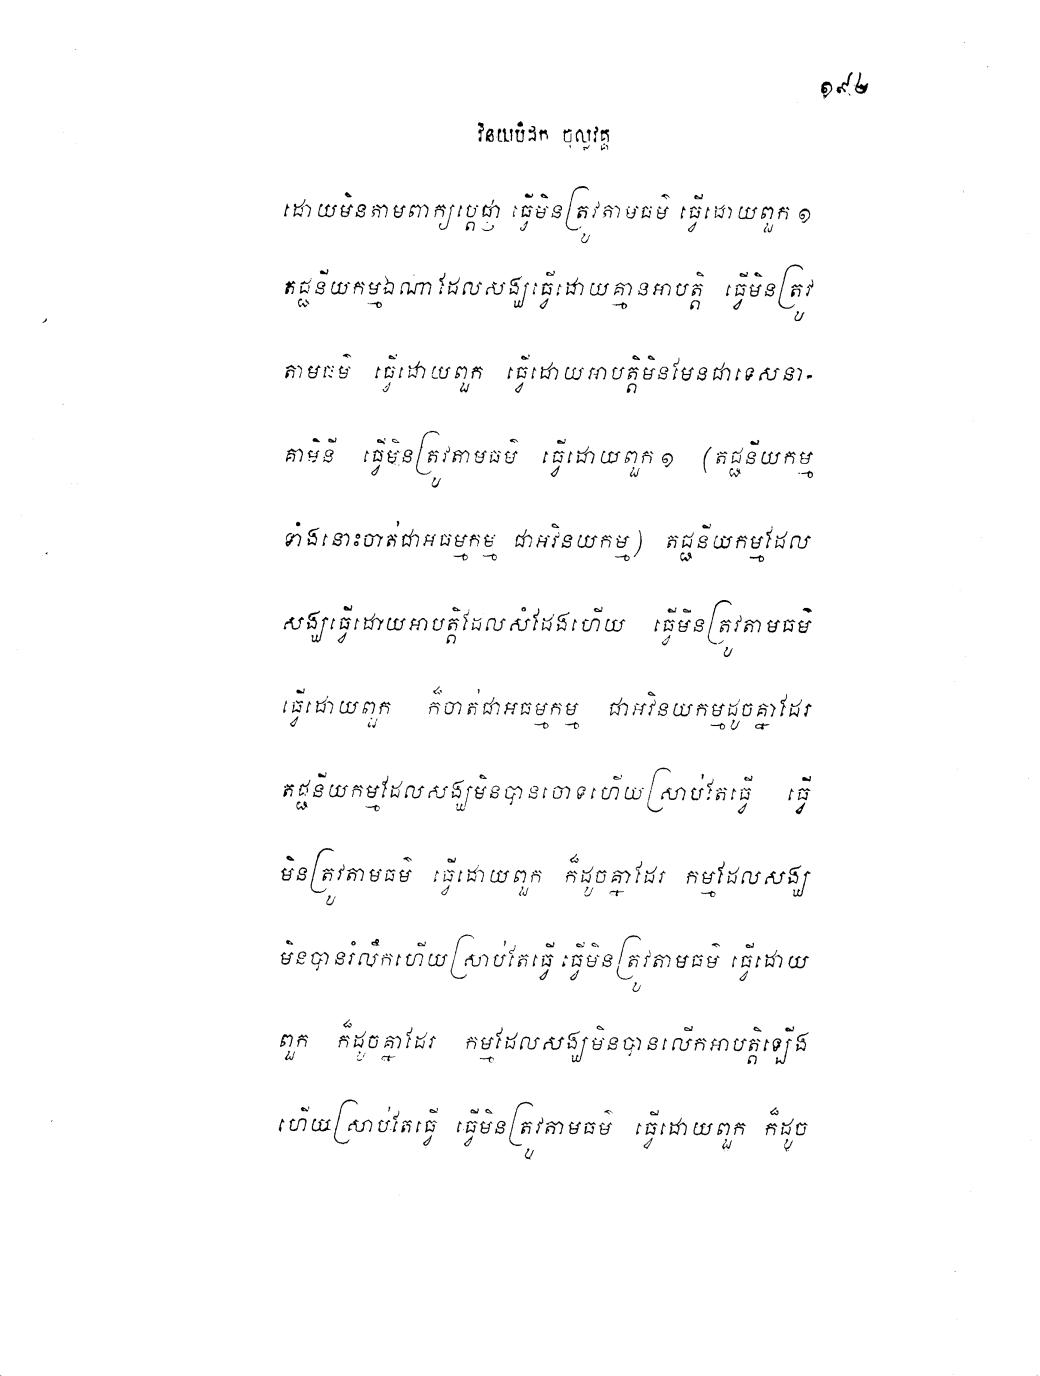 ១៩២
វិនយបិដក ចុល្លវគ្គ
ដោយមិនតាមពាក្យប្តេជ្ញា ធ្វើមិនត្រូវតាមធម៌ ធ្វើដោយពួក ១
តជ្ជនីយកម្មឯណាដែលសង្ឃធ្វើដោយគ្មានអាបត្តិ ធ្វើមិនត្រូវ
តាមធម៌ ធ្វើដោយពួក ធ្វើដោយអាបត្តិមិនមែនជាទេសនា-
គាមិនី ធ្វើមិនត្រូវតាមធម៌ ធ្វើដោយពួក ១ (តជ្ជនីយកម្ម
ទាំងនោះចាត់ជាអធម្មកម្ម ជាអវិនយកម្ម) តជ្ជនីយកម្មដែល
សង្ឃធ្វើដោយអាបត្តិដែលសំដែងហើយ ធ្វើមិនត្រូវតាមធម៌
ធ្វើដោយពួក ក៏ចាត់ជាអធម្មកម្ម ជាអវិនយកម្មដូចគ្នាដែរ
តជ្ជនីយកម្មដែលសង្ឃមិនបានចោទហើយស្រាប់តែធ្វើ ធ្វើ
មិនត្រូវតាមធម៌ ធ្វើដោយពួក ក៏ដូចគ្នាដែរ កម្មដែលសង្ឃ
មិនបានរំលឹកហើយស្រាប់តែធ្វើ ធ្វើមិនត្រូវតាមធម៌ ធ្វើដោយ
ពួក ក៏ដូចគ្នាដែរ កម្មដែលសង្ឃមិនបានលើកអាបត្តិឡើង
ហើយស្រាប់តែធ្វើ ធ្វើមិនត្រូវតាមធម៌ ធ្វើដោយពួក ក៏ដូច